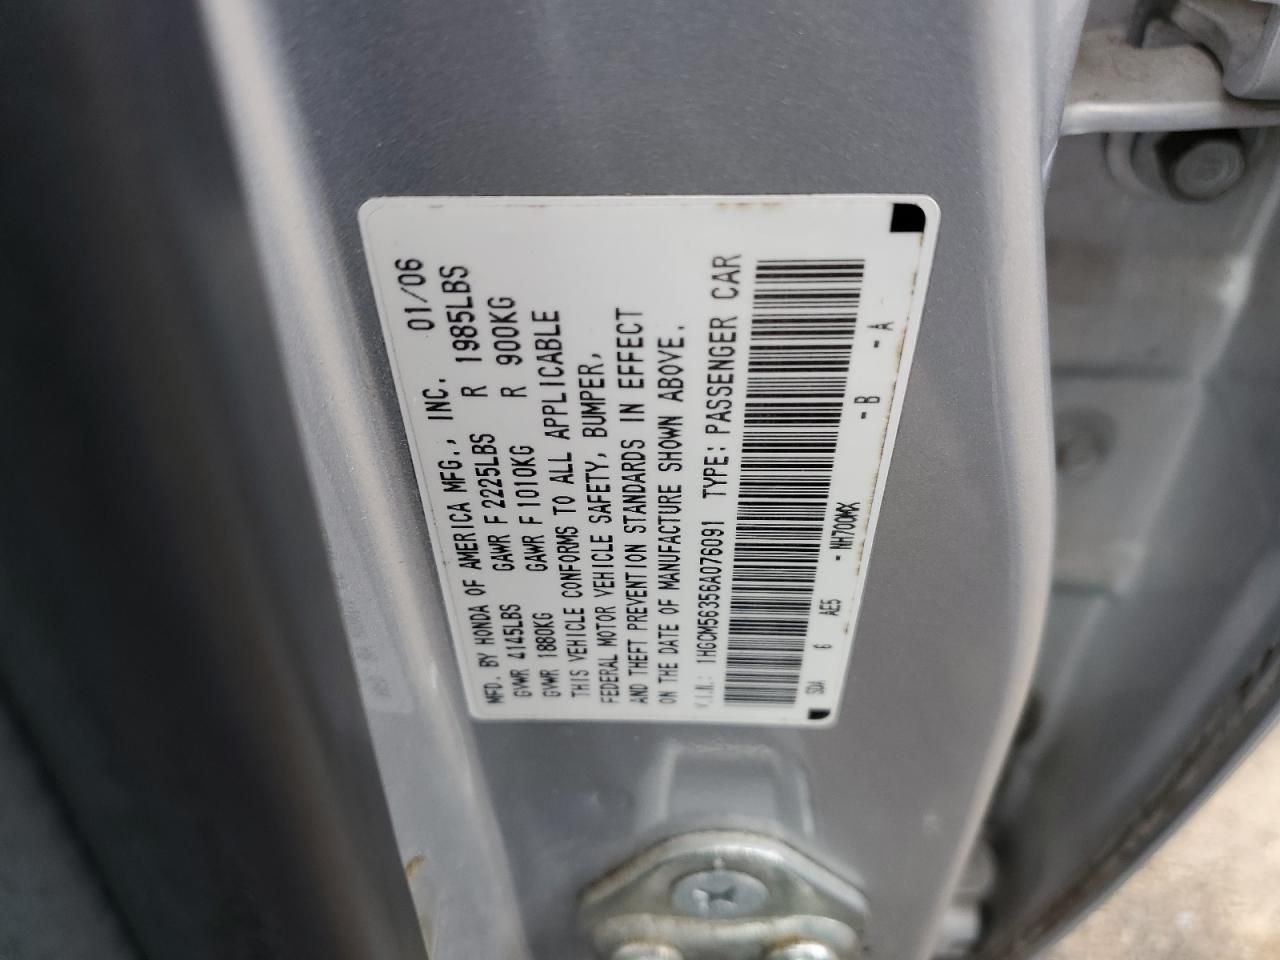 MFD. BY HONDA OF AMERICA MFG., INC. 01/06
GVWR 4145LBS GAWR F 2225LBS R 1985LBS
GVWR 1880KG GAWR F 1010KG R 900KG
THIS VEHICLE CONFORMS TO ALL APPLICABLE
FEDERAL MOTOR VEHICLE SAFETY, BUMPER,
AND THEFT PREVENTION STANDARDS IN EFFECT
ON THE DATE OF MANUFACTURE SHOWN ABOVE.
V.I.N.: 1HGCM56356A076091 TYPE: PASSENGER CAR
SDA 6 AE5 - NH700MX - B - A